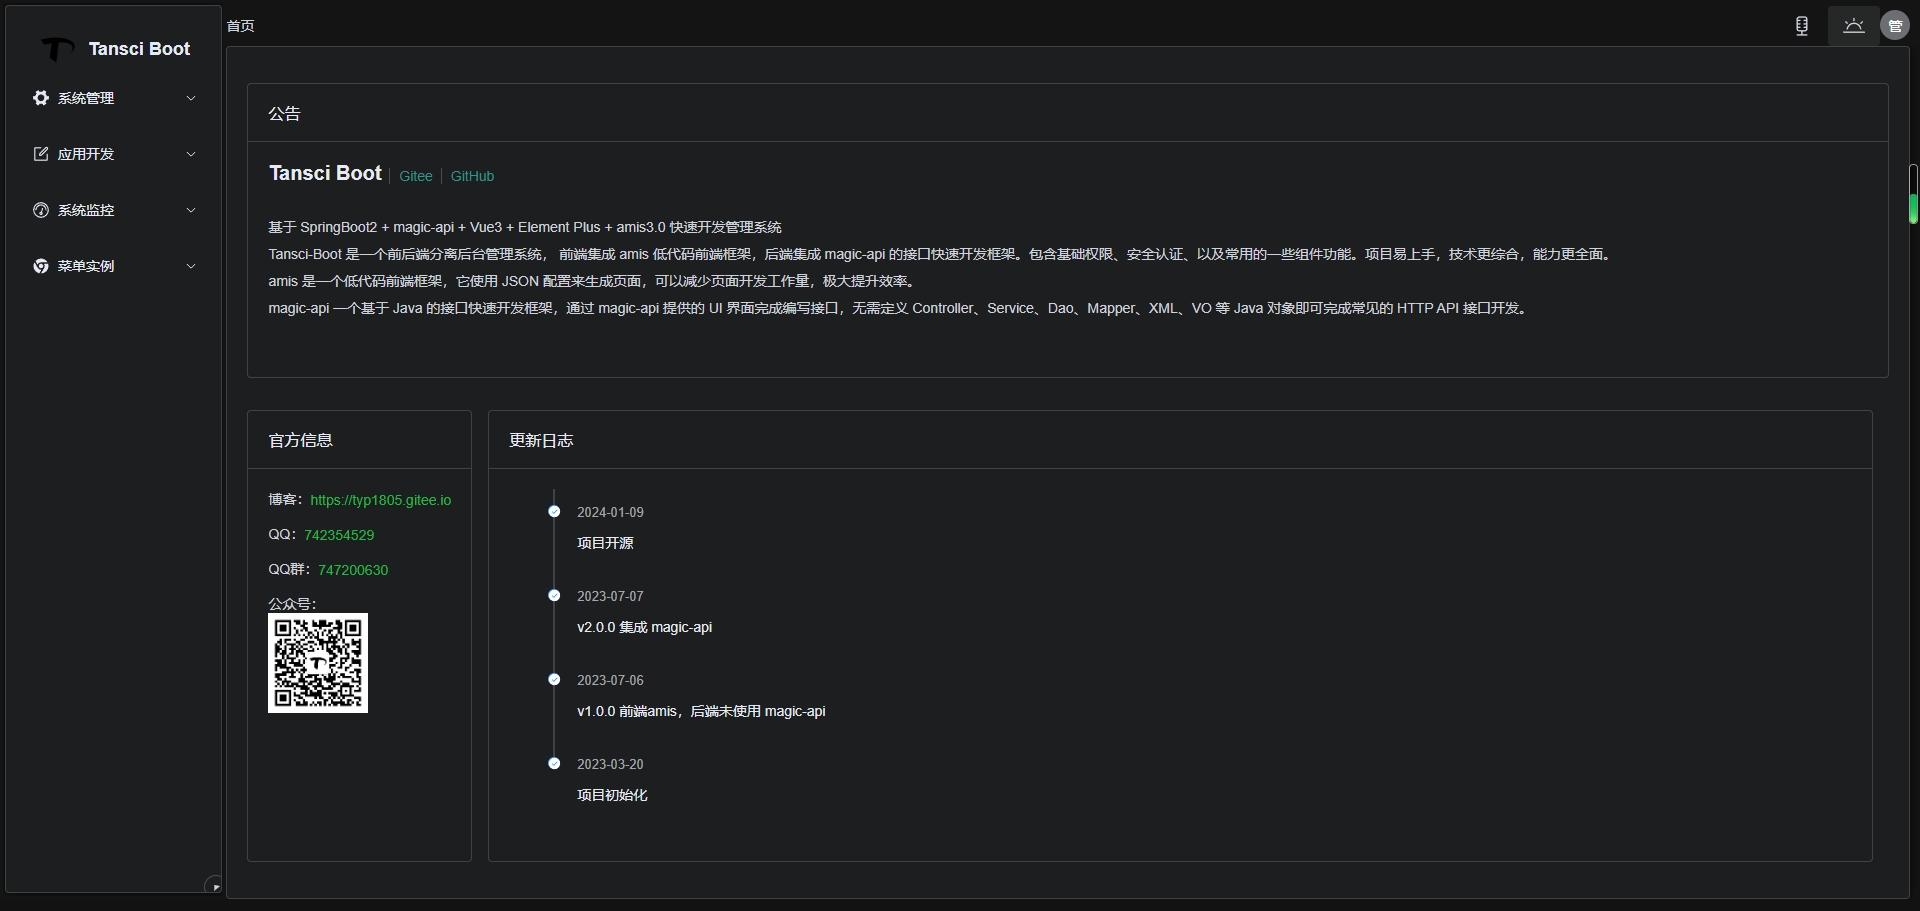 Tansci Boot
系统管理
应用开发
系统监控
菜单实例
首页
管
公告
Tansci Boot | Gitee | GitHub
基于 SpringBoot2 + magic-api + Vue3 + Element Plus + amis3.0 快速开发管理系统
Tansci-Boot 是一个前后端分离后台管理系统， 前端集成 amis 低代码前端框架，后端集成 magic-api 的接口快速开发框架。包含基础权限、安全认证、以及常用的一些组件功能。项目易上手，技术更综合，能力更全面。
amis 是一个低代码前端框架，它使用 JSON 配置来生成页面，可以减少页面开发工作量，极大提升效率。
magic-api 一个基于 Java 的接口快速开发框架，通过 magic-api 提供的 UI 界面完成编写接口，无需定义 Controller、Service、Dao、Mapper、XML、VO 等 Java 对象即可完成常见的 HTTP API 接口开发。
官方信息
博客：https://typ1805.gitee.io
QQ：742354529
QQ群：747200630
公众号：
更新日志
2024-01-09
项目开源
2023-07-07
v2.0.0 集成 magic-api
2023-07-06
v1.0.0 前端amis，后端未使用 magic-api
2023-03-20
项目初始化